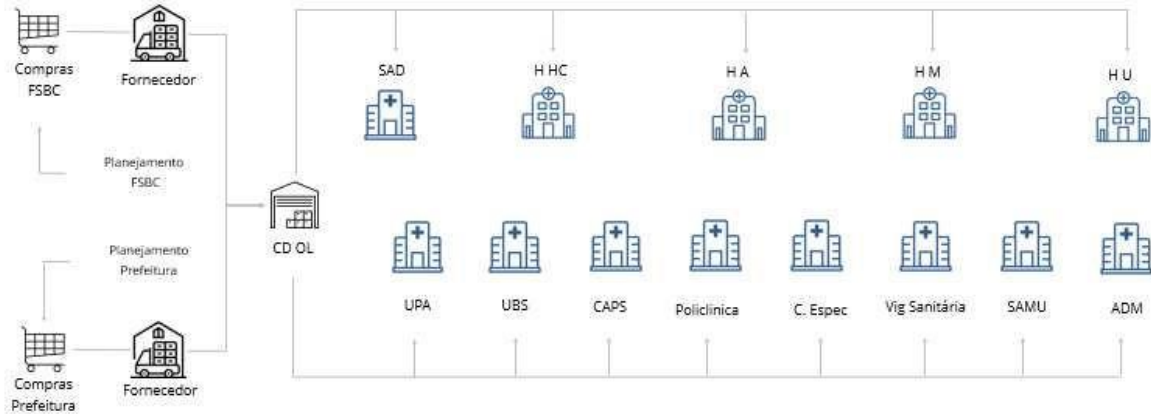 Compras
FSBC
Fornecedor
Planejamento
FSBC
Planejamento
Prefeitura
Compras
Prefeitura
Fornecedor
CD OL
SAD
H HC
H A
H M
H U
UPA
UBS
CAPS
Policlinica
C. Espec
Vig Sanitária
SAMU
ADM